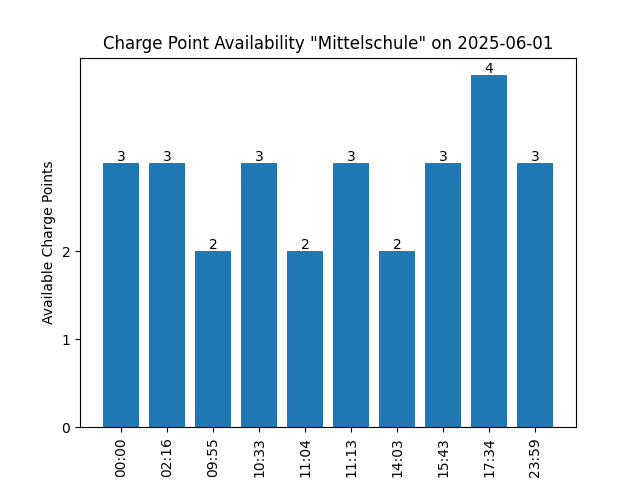 Charge Point Availability "Mittelschule" on 2025-06-01
4
3 3 3 3 3 3
2 2 2
Available Charge Points
2
1
0
00:00 02:16 09:55 10:33 11:04 11:13 14:03 15:43 17:34 23:59